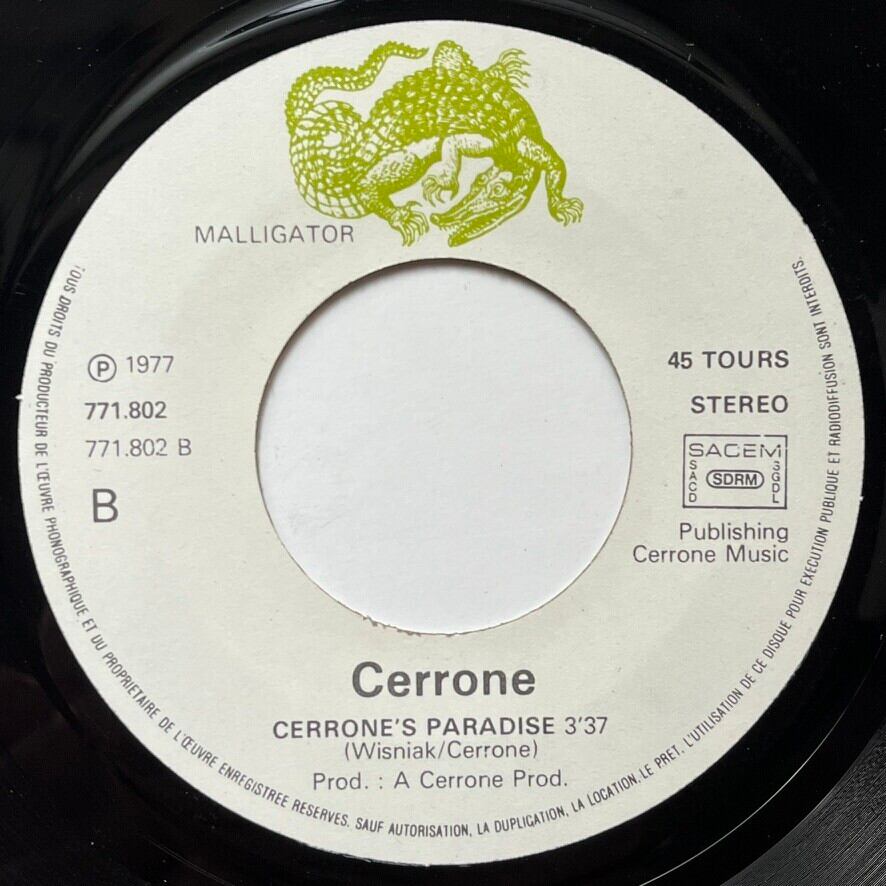 MALLIGATOR
℗ 1977
771.802
771.802 B
B
45 TOURS
STEREO
SACEM
SACD
SDRM
SGDL
Publishing
Cerrone Music
Cerrone
CERRONE'S PARADISE 3'37
(Wisniak/Cerrone)
Prod. : A Cerrone Prod.
TOUS DROITS DU PRODUCTEUR DE L'ŒUVRE PHONOGRAPHIQUE ET DU PROPRIETAIRE DE L'ŒUVRE ENREGISTREE RESERVES. SAUF AUTORISATION, LA DUPLICATION, LA LOCATION, LE PRET, L'UTILISATION DE CE DISQUE POUR EXECUTION PUBLIQUE ET RADIODIFFUSION SONT INTERDITS.